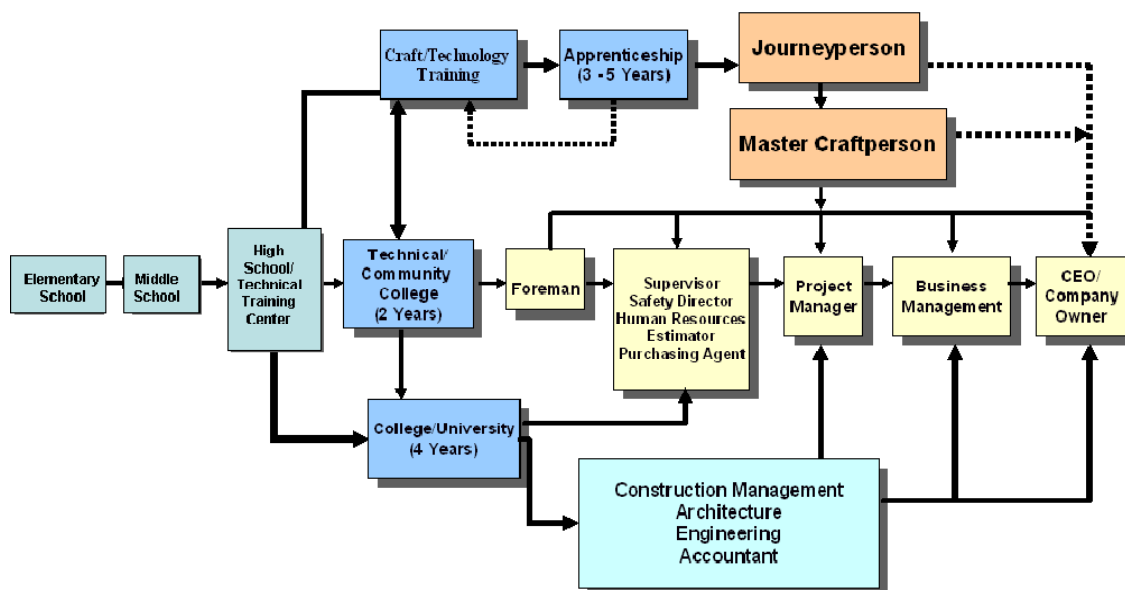 Craft/Technology
Training
Apprenticeship
(3 -5 Years)
Journeyperson
Master Craftperson
Elementary
School
Middle
School
High
School/
Technical
Training
Center
Technical/
Community
College
(2 Years)
Foreman
Supervisor
Safety Director
Human Resources
Estimator
Purchasing Agent
Project
Manager
Business
Management
CEO/
Company
Owner
College/University
(4 Years)
Construction Management
Architecture
Engineering
Accountant